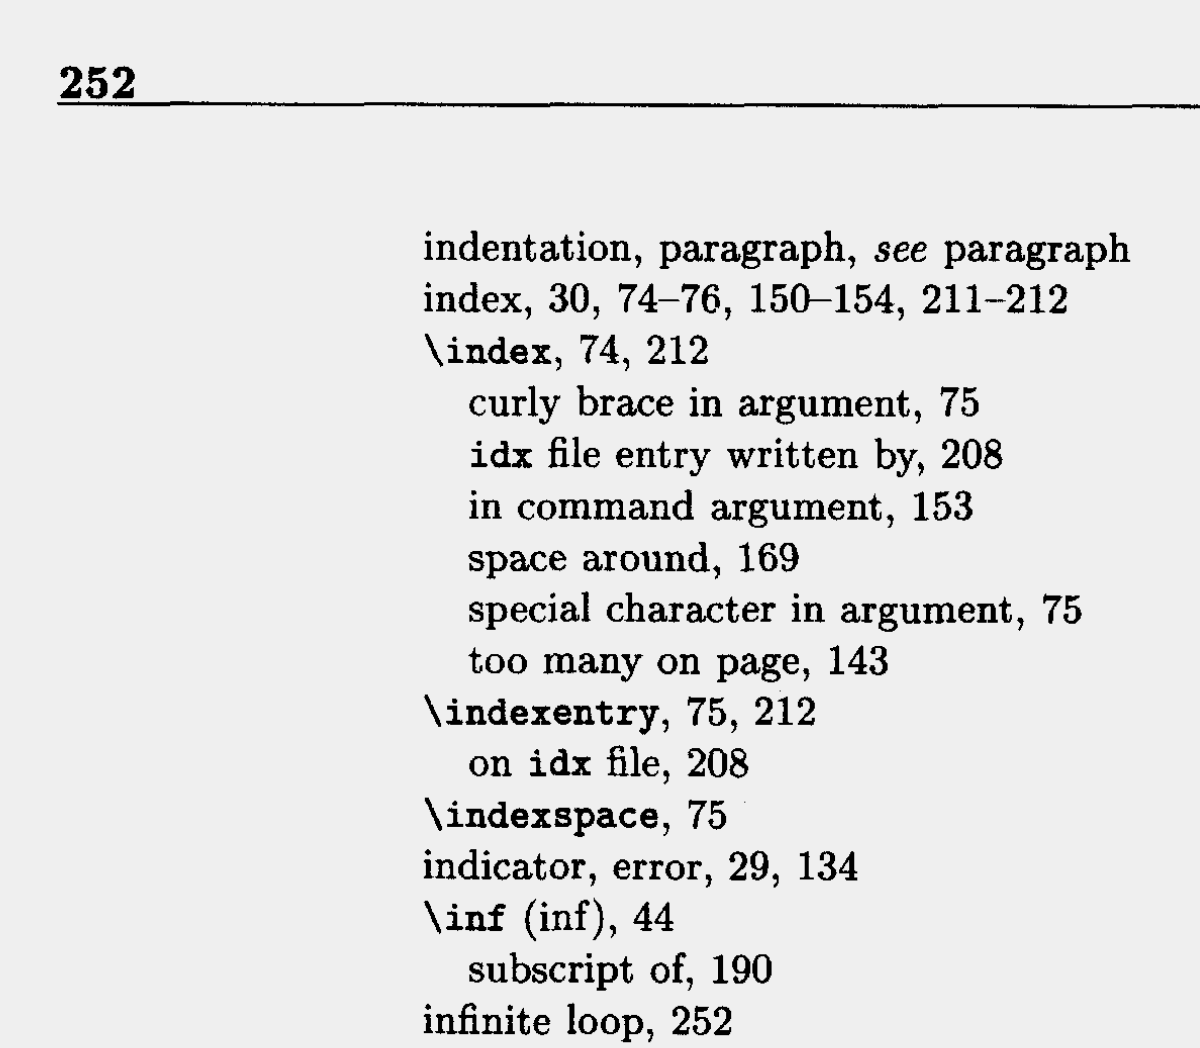 252
indentation, paragraph, see paragraph
index, 30, 74–76, 150–154, 211–212
\index, 74, 212
curly brace in argument, 75
idx file entry written by, 208
in command argument, 153
space around, 169
special character in argument, 75
too many on page, 143
\indexentry, 75, 212
on idx file, 208
\indexspace, 75
indicator, error, 29, 134
\inf (inf), 44
subscript of, 190
infinite loop, 252